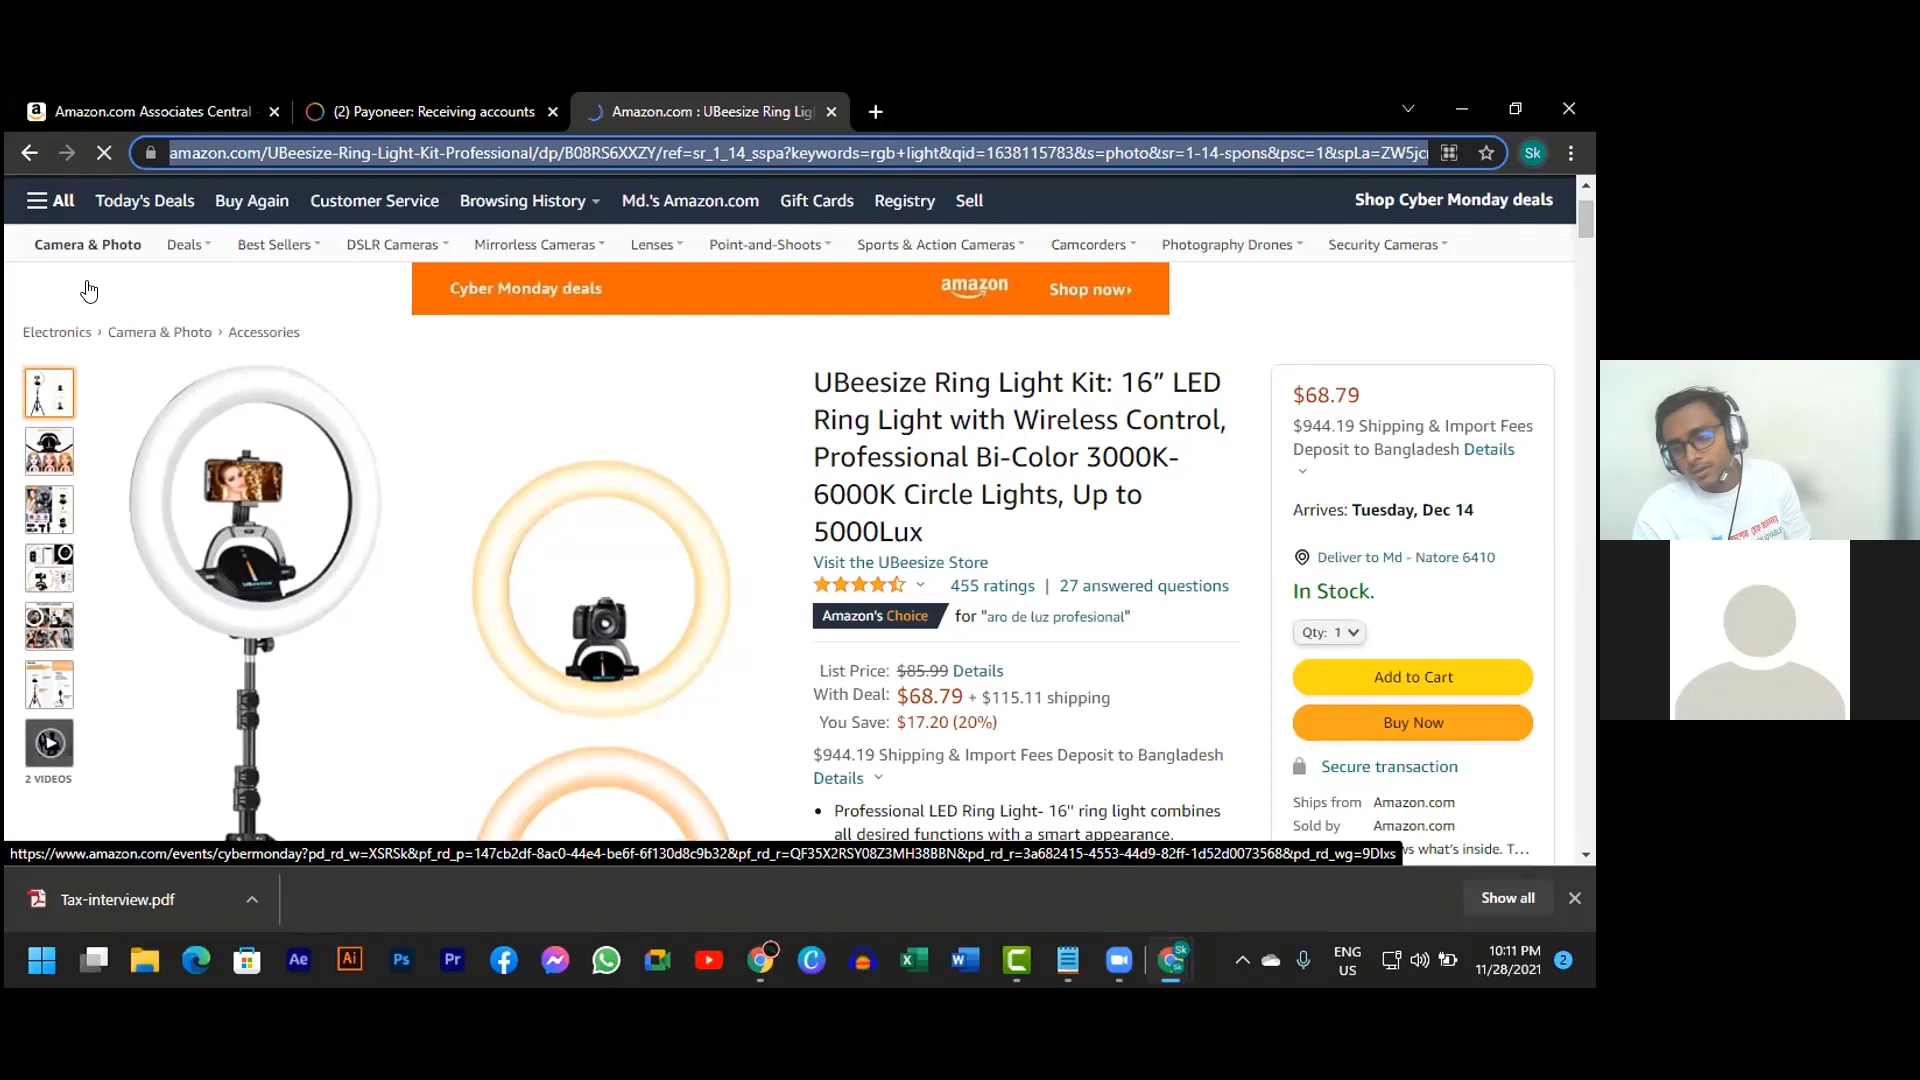 Amazon.com Associates Central
(2) Payoneer: Receiving accounts
Amazon.com : UBeesize Ring Lig
amazon.com/UBeesize-Ring-Light-Kit-Professional/dp/B08RS6XXZY/ref=sr_1_14_sspa?keywords=rgb+light&qid=1638115783&s=photo&sr=1-14-spons&psc=1&spLa=ZW5jc
Sk
All Today's Deals Buy Again Customer Service Browsing History Md.'s Amazon.com Gift Cards Registry Sell Shop Cyber Monday deals
Camera & Photo Deals Best Sellers DSLR Cameras Mirrorless Cameras Lenses Point-and-Shoots Sports & Action Cameras Camcorders Photography Drones Security Cameras
Cyber Monday deals amazon Shop now
Electronics › Camera & Photo › Accessories
2 VIDEOS
UBeesize Ring Light Kit: 16” LED
Ring Light with Wireless Control,
Professional Bi-Color 3000K-
6000K Circle Lights, Up to
5000Lux
Visit the UBeesize Store
455 ratings | 27 answered questions
Amazon's Choice for "aro de luz profesional"
List Price: $85.99 Details
With Deal: $68.79 + $115.11 shipping
You Save: $17.20 (20%)
$944.19 Shipping & Import Fees Deposit to Bangladesh
Details
• Professional LED Ring Light- 16" ring light combines
all desired functions with a smart appearance.
$68.79
$944.19 Shipping & Import Fees
Deposit to Bangladesh Details
Arrives: Tuesday, Dec 14
Deliver to Md - Natore 6410
In Stock.
Qty: 1
Add to Cart
Buy Now
Secure transaction
Ships from Amazon.com
Sold by Amazon.com
ws what's inside. T...
https://www.amazon.com/events/cybermonday?pd_rd_w=XSRSk&pf_rd_p=147cb2df-8ac0-44e4-be6f-6f130d8c9b32&pf_rd_r=QF35X2RSY08Z3MH38BBN&pd_rd_r=3a682415-4553-44d9-82ff-1d52d0073568&pd_rd_wg=9DIxs
Tax-interview.pdf
Show all
Ae Ai Ps Pr
ENG
US
10:11 PM
11/28/2021
2